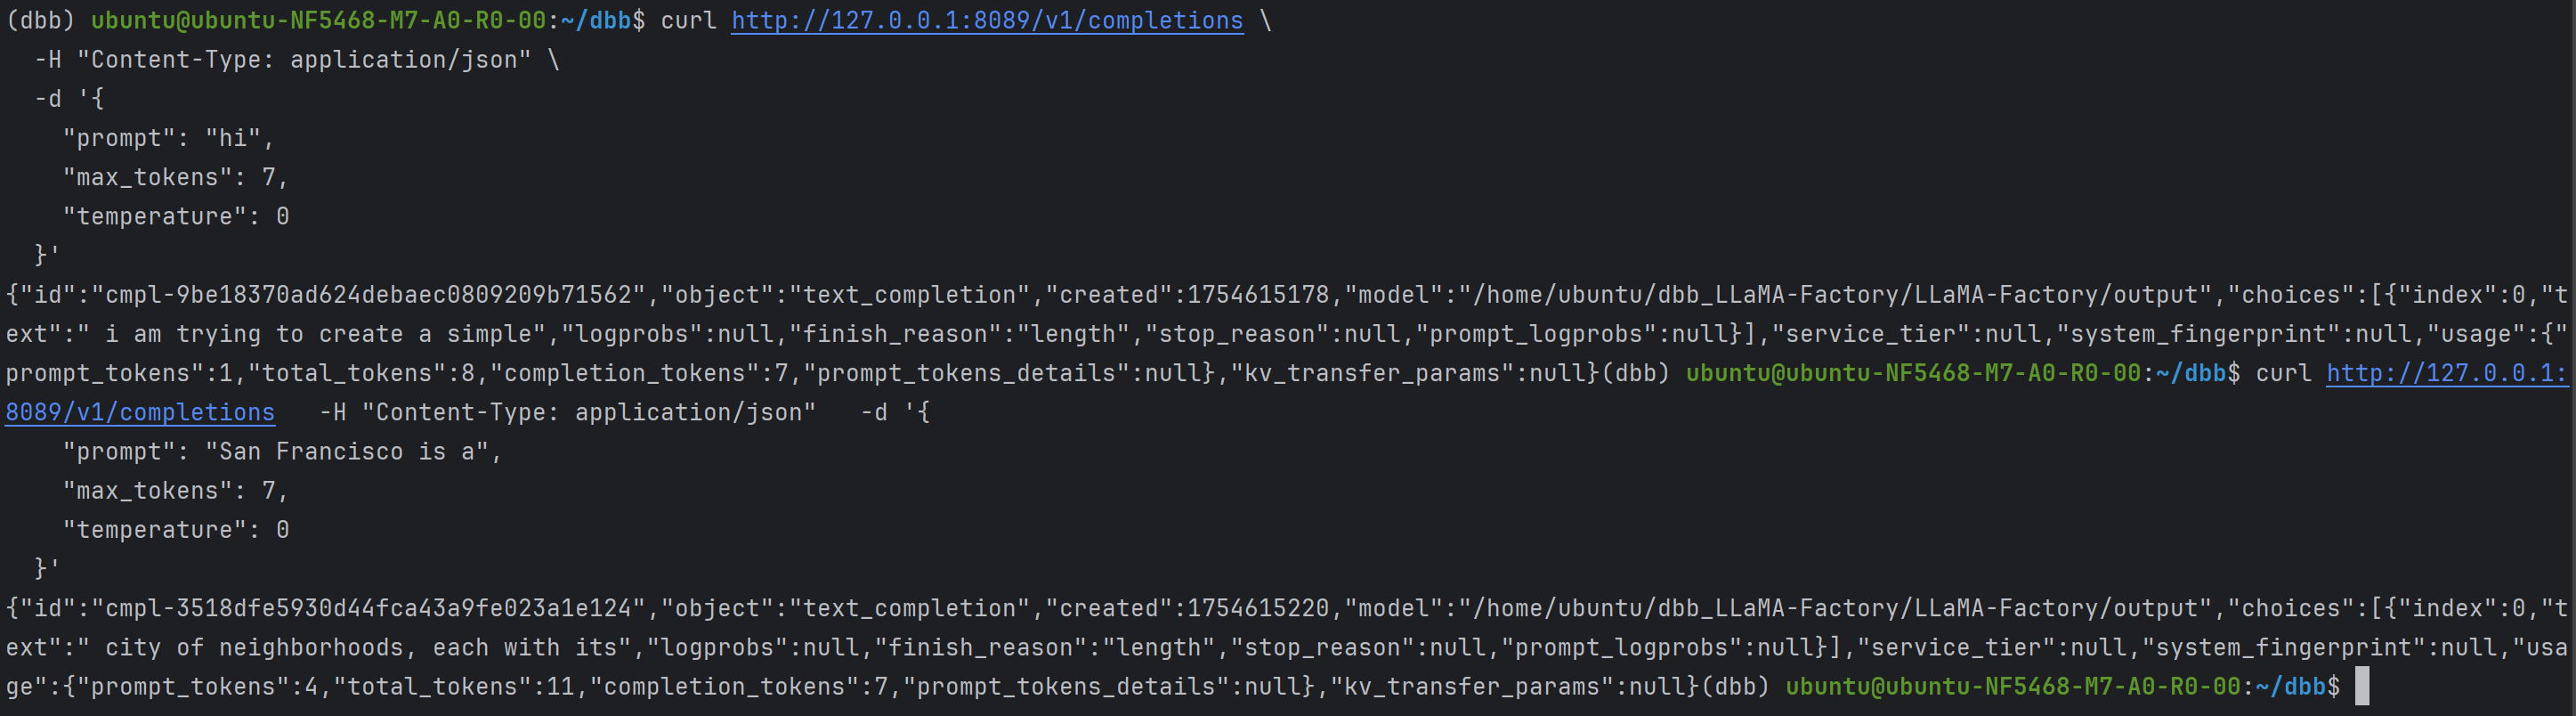 (dbb) ubuntu@ubuntu-NF5468-M7-A0-R0-00:~/dbb$ curl http://127.0.0.1:8089/v1/completions \
  -H "Content-Type: application/json" \
  -d '{
    "prompt": "hi",
    "max_tokens": 7,
    "temperature": 0
  }'
{"id":"cmpl-9be18370ad624debaec0809209b71562","object":"text_completion","created":1754615178,"model":"/home/ubuntu/dbb_LLaMA-Factory/LLaMA-Factory/output","choices":[{"index":0,"t
ext":" i am trying to create a simple","logprobs":null,"finish_reason":"length","stop_reason":null,"prompt_logprobs":null}],"service_tier":null,"system_fingerprint":null,"usage":{"
prompt_tokens":1,"total_tokens":8,"completion_tokens":7,"prompt_tokens_details":null},"kv_transfer_params":null}(dbb) ubuntu@ubuntu-NF5468-M7-A0-R0-00:~/dbb$ curl http://127.0.0.1:
8089/v1/completions   -H "Content-Type: application/json"   -d '{
    "prompt": "San Francisco is a",
    "max_tokens": 7,
    "temperature": 0
  }'
{"id":"cmpl-3518dfe5930d44fca43a9fe023a1e124","object":"text_completion","created":1754615220,"model":"/home/ubuntu/dbb_LLaMA-Factory/LLaMA-Factory/output","choices":[{"index":0,"t
ext":" city of neighborhoods, each with its","logprobs":null,"finish_reason":"length","stop_reason":null,"prompt_logprobs":null}],"service_tier":null,"system_fingerprint":null,"usa
ge":{"prompt_tokens":4,"total_tokens":11,"completion_tokens":7,"prompt_tokens_details":null},"kv_transfer_params":null}(dbb) ubuntu@ubuntu-NF5468-M7-A0-R0-00:~/dbb$